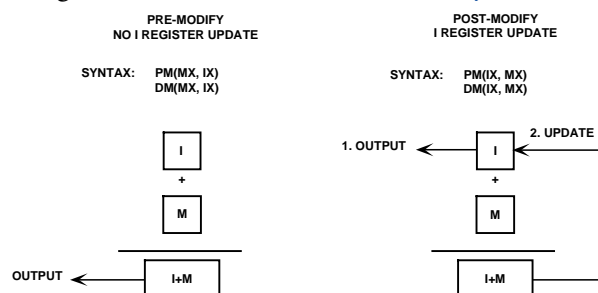 PRE-MODIFY
NO I REGISTER UPDATE
SYNTAX: PM(MX, IX)
DM(MX, IX)
I
+
M
OUTPUT
I+M
POST-MODIFY
I REGISTER UPDATE
SYNTAX: PM(IX, MX)
DM(IX, MX)
1. OUTPUT
I
2. UPDATE
+
M
I+M